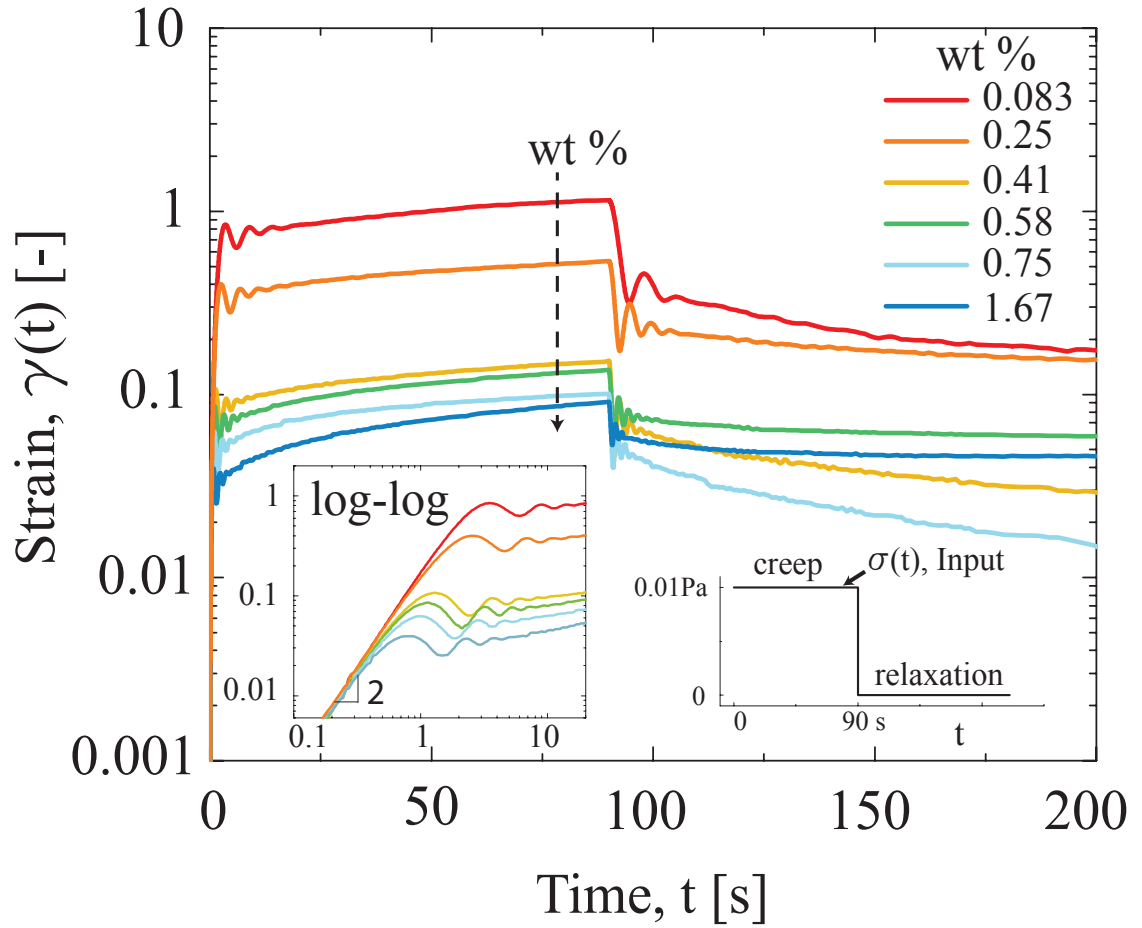 10
1
0.1
0.01
0.001
Strain, γ(t) [-]
wt %
0.083
0.25
0.41
0.58
0.75
1.67
wt %
log-log
1
0.1
0.01
2
0.1
1
10
creep
σ(t), Input
0.01Pa
relaxation
0
0
90 s
t
0
50
100
150
200
Time, t [s]